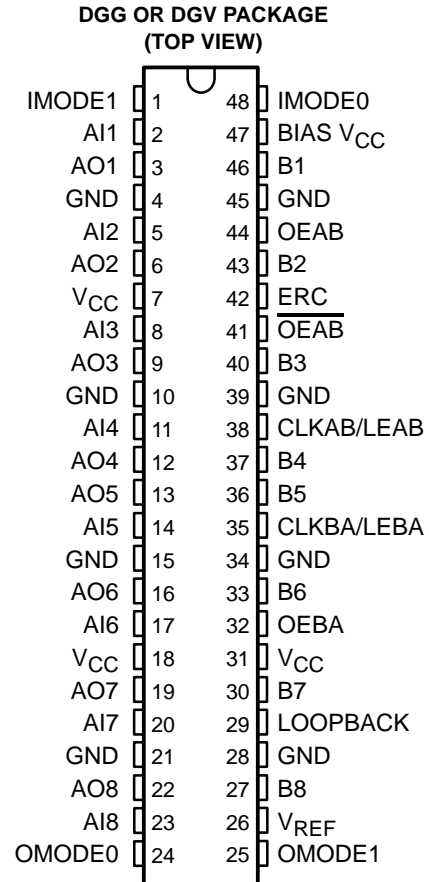 DGG OR DGV PACKAGE
(TOP VIEW)
IMODE1 1 48 IMODE0
AI1 2 47 BIAS VCC
AO1 3 46 B1
GND 4 45 GND
AI2 5 44 OEAB
AO2 6 43 B2
VCC 7 42 ERC
AI3 8 41 O̅E̅A̅B̅
AO3 9 40 B3
GND 10 39 GND
AI4 11 38 CLKAB/LEAB
AO4 12 37 B4
AO5 13 36 B5
AI5 14 35 CLKBA/LEBA
GND 15 34 GND
AO6 16 33 B6
AI6 17 32 OEBA
VCC 18 31 VCC
AO7 19 30 B7
AI7 20 29 LOOPBACK
GND 21 28 GND
AO8 22 27 B8
AI8 23 26 VREF
OMODE0 24 25 OMODE1